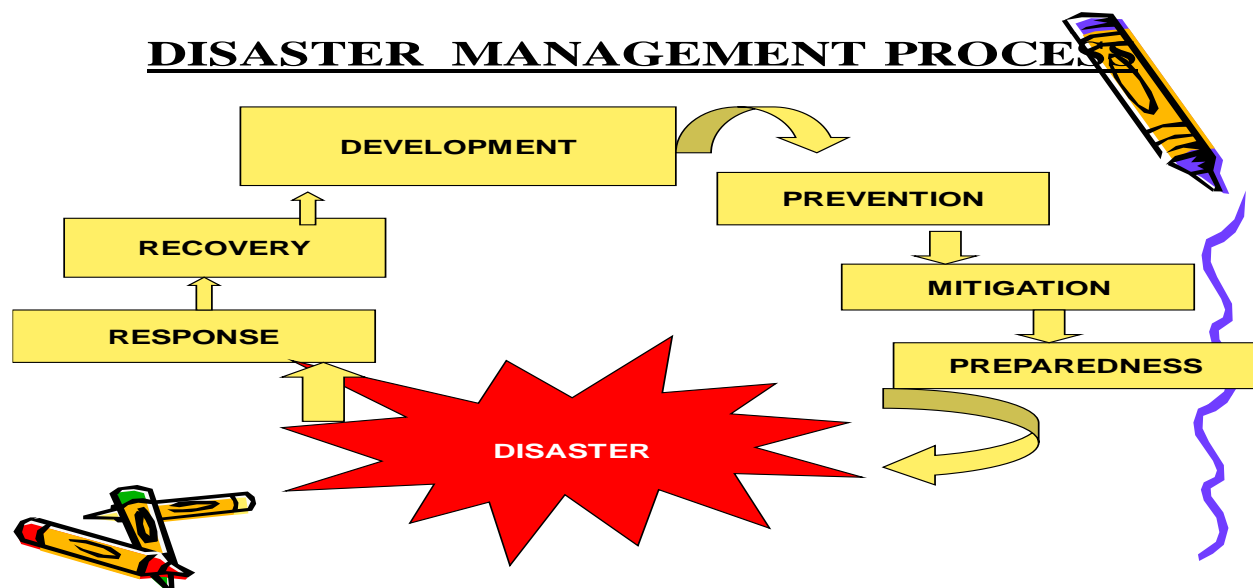 DISASTER MANAGEMENT PROCESS
DEVELOPMENT
PREVENTION
RECOVERY
MITIGATION
RESPONSE
PREPAREDNESS
DISASTER